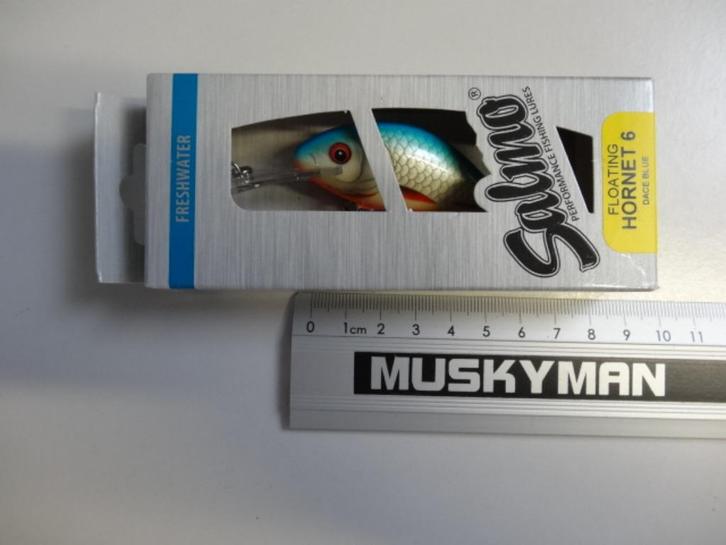 FRESHWATER
Salmo®
PERFORMANCE FISHING LURES
FLOATING
HORNET 6
DACE BLUE
0 1cm 2 3 4 5 6 7 8 9 10 11
MUSKYMAN